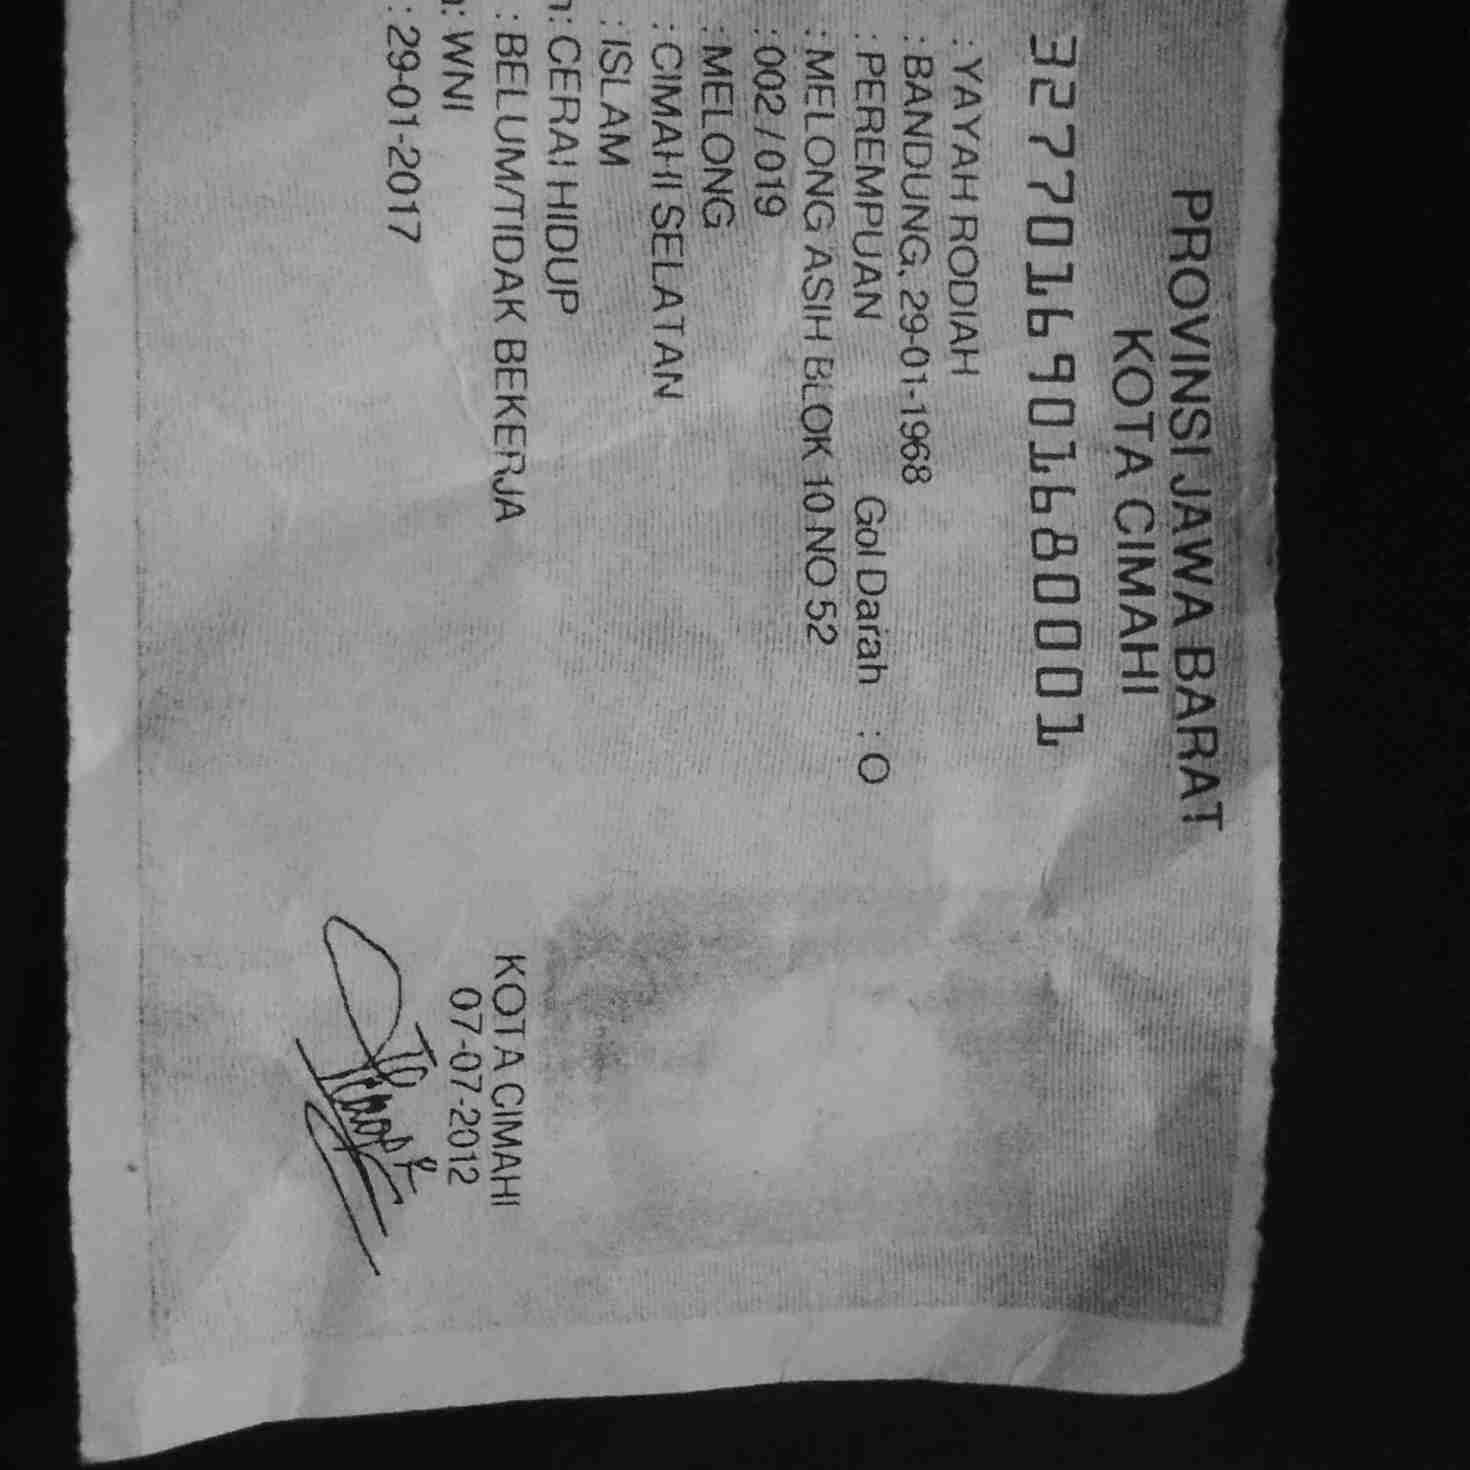 PROVINSI JAWA BARAT
KOTA CIMAHI
3277016901680001
: YAYAH RODIAH
: BANDUNG, 29-01-1968
: PEREMPUAN Gol Darah : O
: MELONG ASIH BLOK 10 NO 52
: 002 / 019
: MELONG
: CIMAHI SELATAN
: ISLAM
: CERAI HIDUP
: BELUM/TIDAK BEKERJA
: WNI
: 29-01-2017
KOTA CIMAHI
07-07-2012